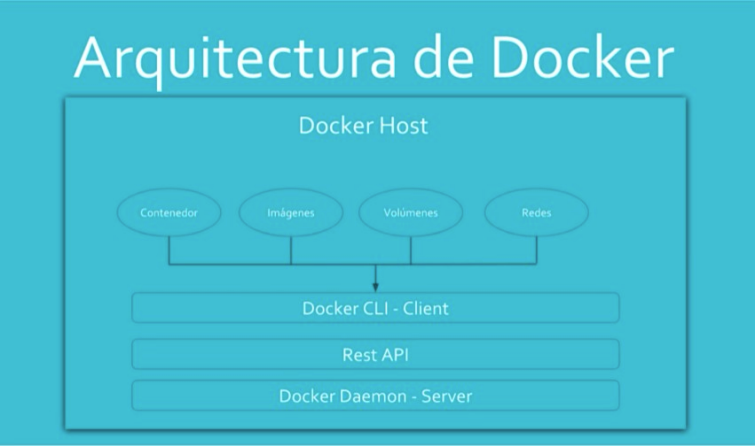 Arquitectura de Docker
Docker Host
Contenedor
Imágenes
Volúmenes
Redes
Docker CLI - Client
Rest API
Docker Daemon - Server